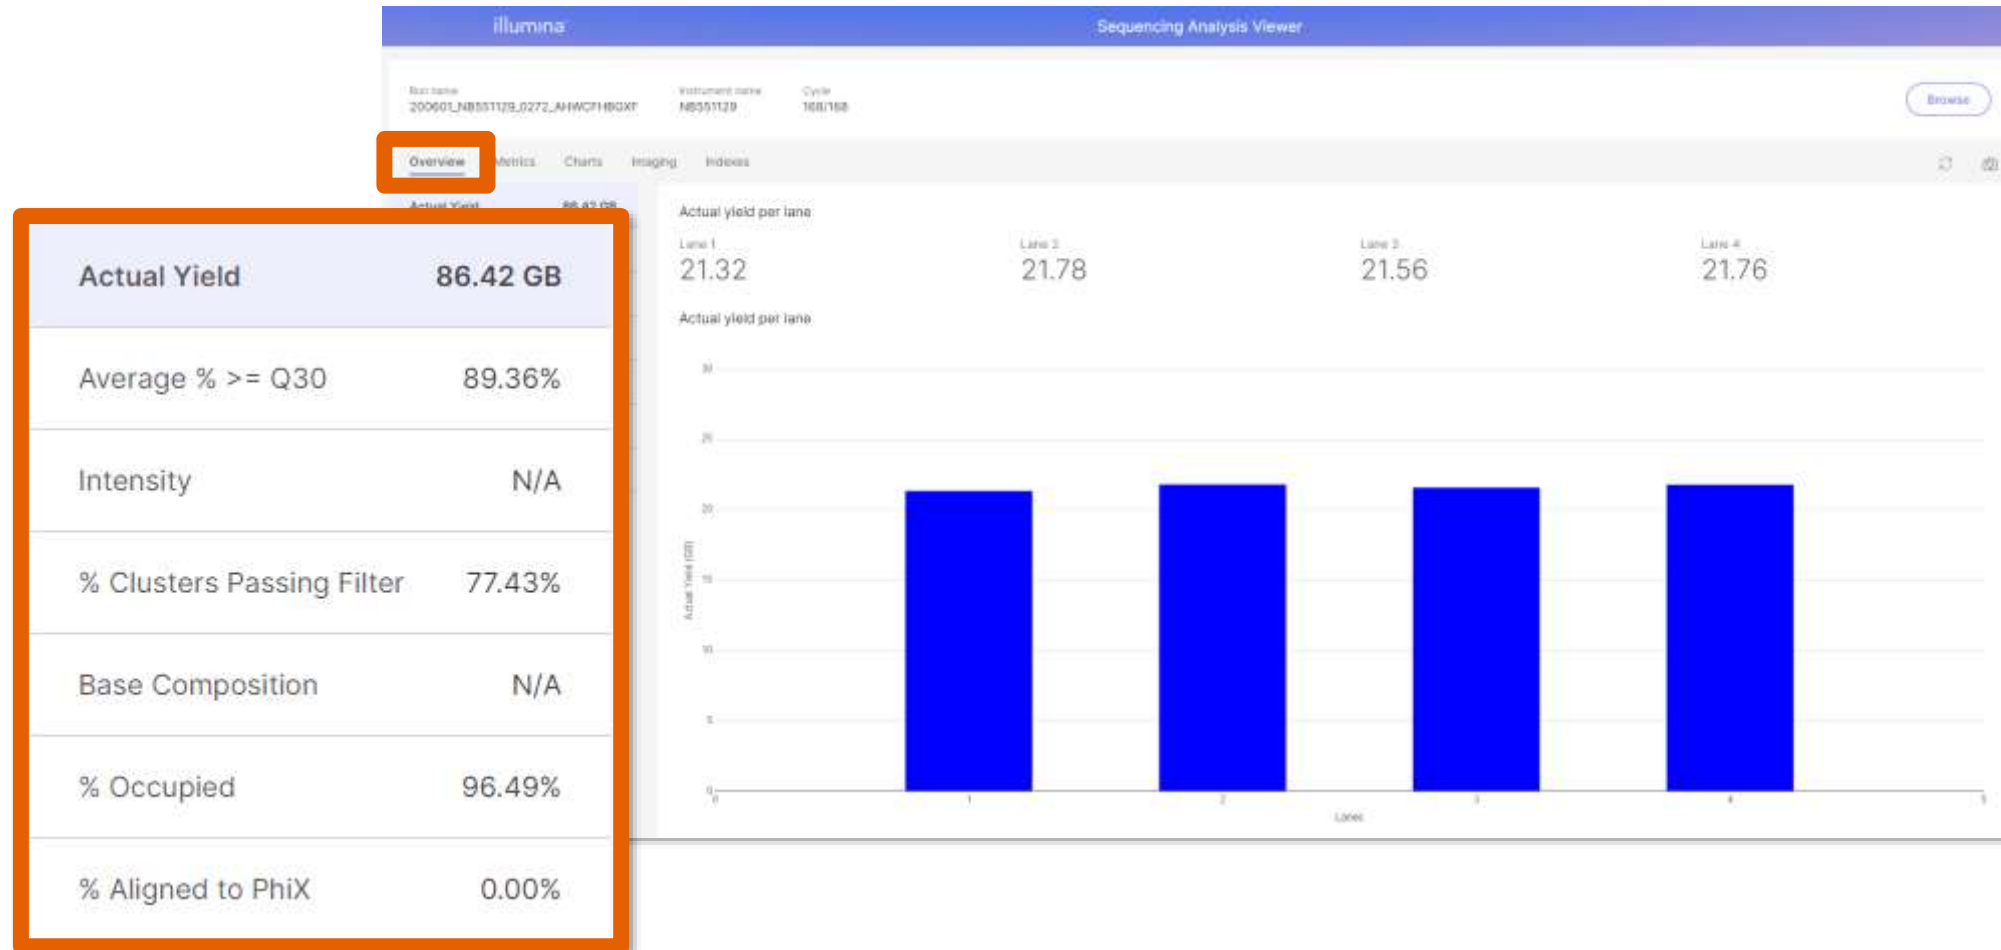 illumina
Sequencing Analysis Viewer
Run name
Instrument name
Cycle
NB551129
168/168
Browse
Overview Metrics Charts Imaging Indexes
Actual Yield 86.42 GB
Actual yield per lane
Lane 1 Lane 2 Lane 3 Lane 4
21.32 21.78 21.56 21.76
Actual yield per lane
Actual Yield 86.42 GB
Average % >= Q30 89.36%
Intensity N/A
% Clusters Passing Filter 77.43%
Base Composition N/A
% Occupied 96.49%
% Aligned to PhiX 0.00%
30
25
20
15
10
5
0
Actual Yield (GB)
0 1 2 3 4 5
Lanes